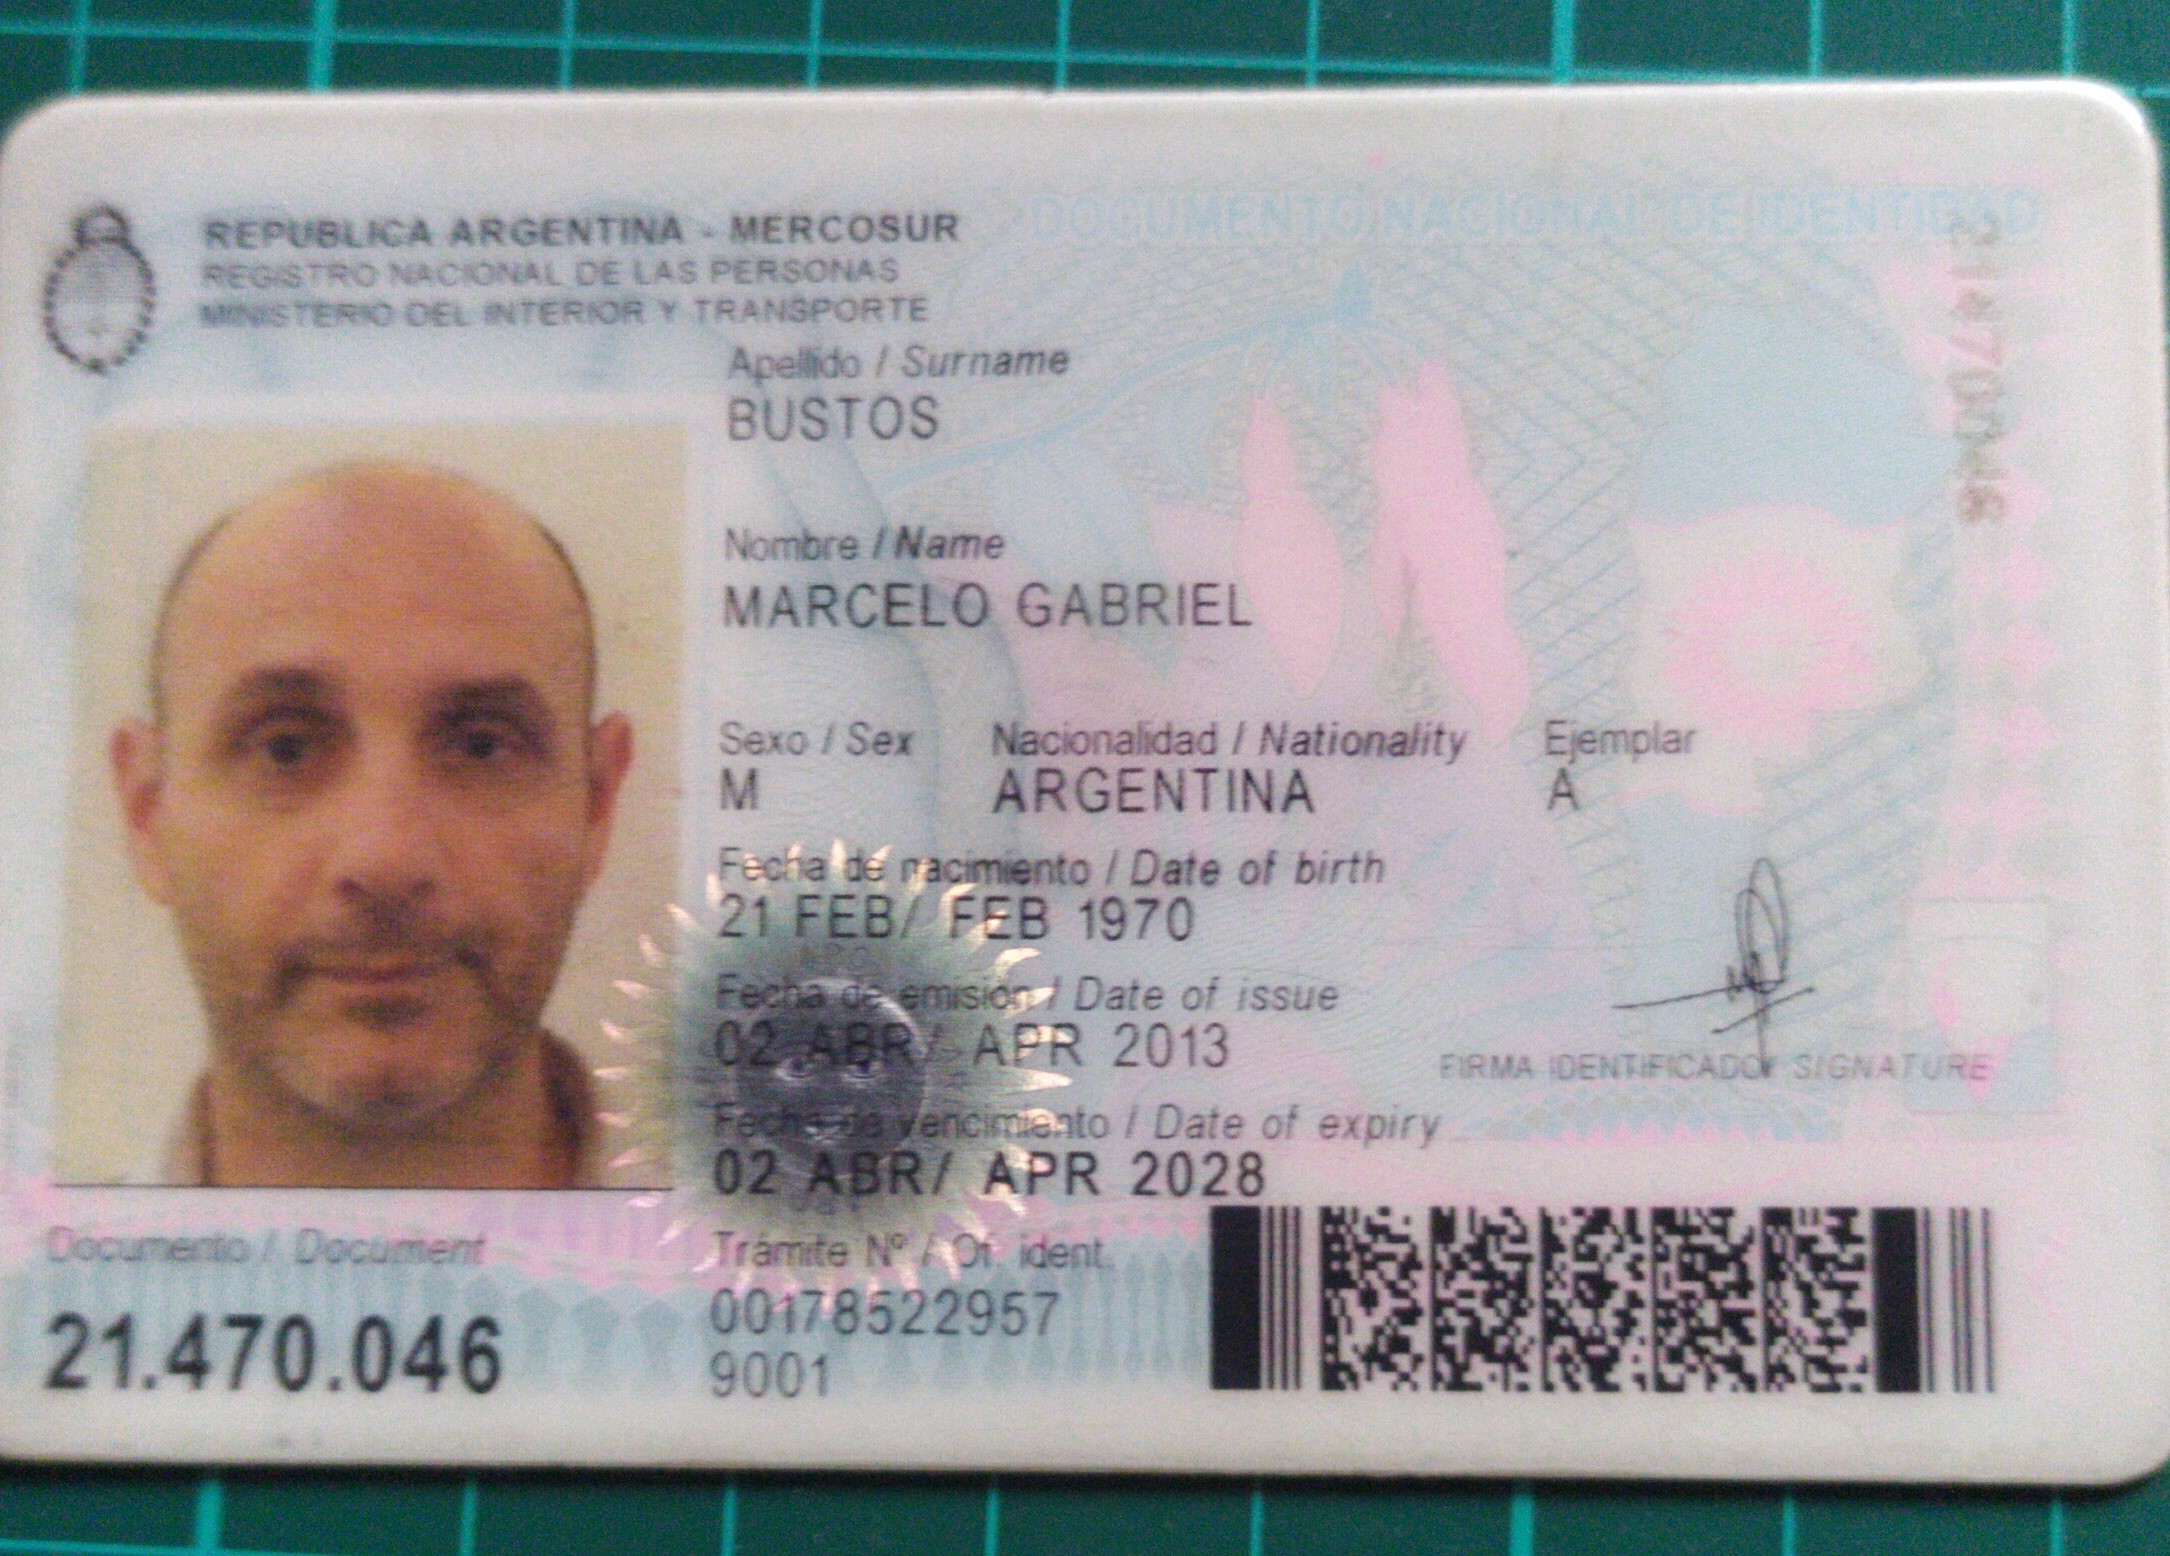 REPUBLICA ARGENTINA - MERCOSUR
REGISTRO NACIONAL DE LAS PERSONAS
MINISTERIO DEL INTERIOR Y TRANSPORTE
DOCUMENTO NACIONAL DE IDENTIDAD
Apellido / Surname
BUSTOS
Nombre / Name
MARCELO GABRIEL
Sexo / Sex Nacionalidad / Nationality Ejemplar
M ARGENTINA A
Fecha de nacimiento / Date of birth
21 FEB/ FEB 1970
Fecha de emisión / Date of issue
02 ABR/ APR 2013
FIRMA IDENTIFICADO/ SIGNATURE
Fecha de vencimiento / Date of expiry
02 ABR/ APR 2028
Documento / Document
21.470.046
Trámite Nº / Of. ident.
00178522957
9001
21470046